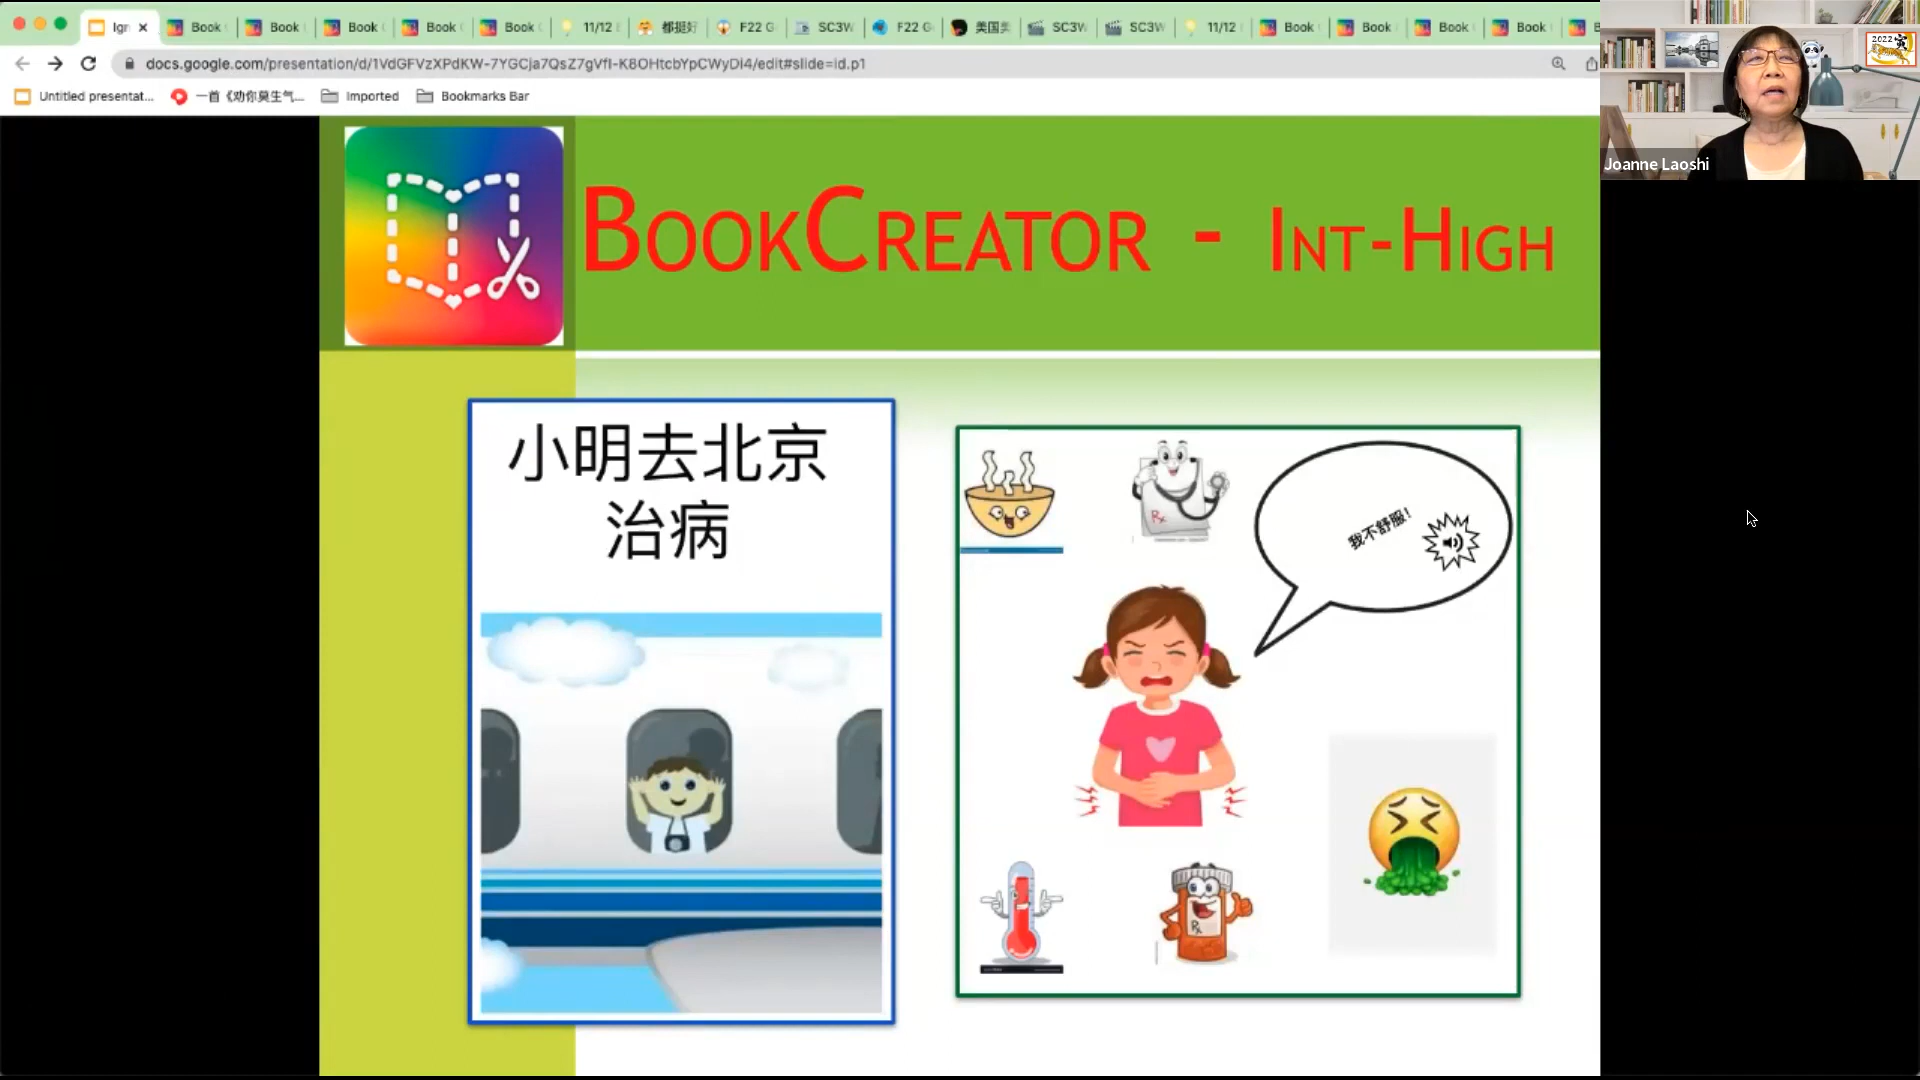 Ign
Book
Book
Book
Book
Book
11/12
都挺好
F22 G
SC3W
F22 G
美国
SC3W
SC3W
11/12
Book
Book
Book
Book
docs.google.com/presentation/d/1VdGFVzXPdKW-7YGCja7QsZ7gVfI-K8OHtcbYpCWyDI4/edit#slide=id.p1
Untitled presentat...
一首《劝你莫生气...
Imported
Bookmarks Bar
2022
Joanne Laoshi
BOOKCREATOR - INT-HIGH
小明去北京
治病
我不舒服!
Rx
Rx